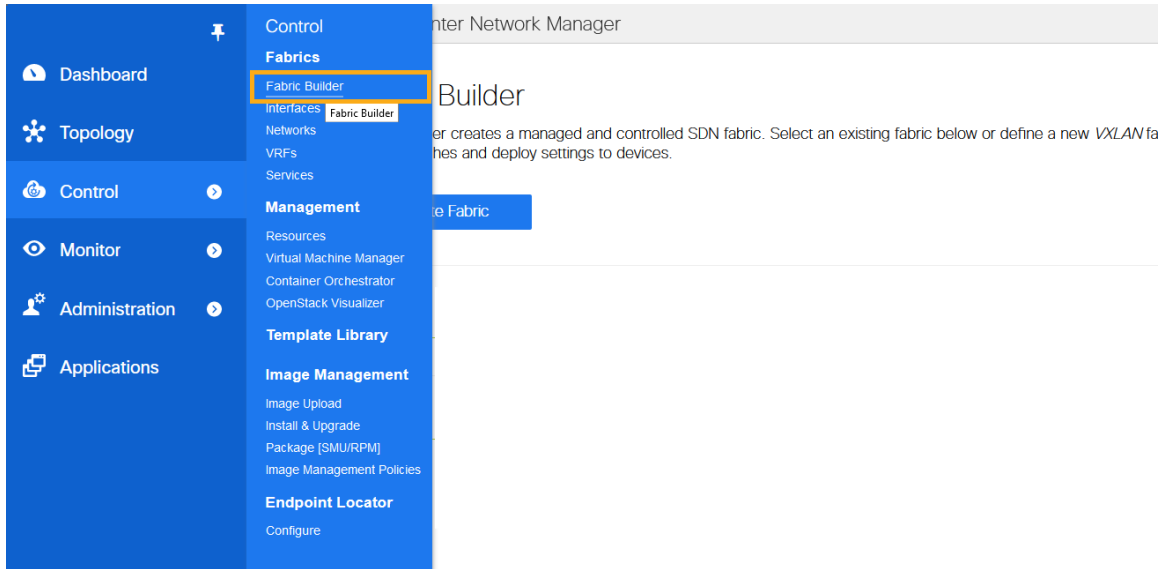 Dashboard
Topology
Control
Monitor
Administration
Applications
Control
Fabrics
Fabric Builder
Interfaces
Fabric Builder
Networks
VRFs
Services
Management
Resources
Virtual Machine Manager
Container Orchestrator
OpenStack Visualizer
Template Library
Image Management
Image Upload
Install & Upgrade
Package [SMU/RPM]
Image Management Policies
Endpoint Locator
Configure
nter Network Manager
Builder
er creates a managed and controlled SDN fabric. Select an existing fabric below or define a new VXLAN fa
hes and deploy settings to devices.
te Fabric